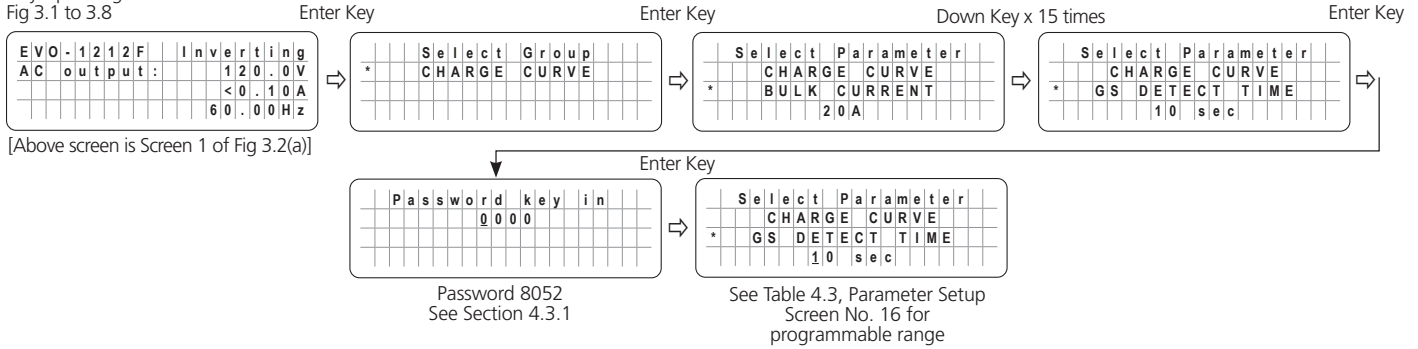 Fig 3.1 to 3.8
Enter Key
Enter Key
Down Key x 15 times
Enter Key
EVO-1212F Inverting
AC output: 120.0V
<0.10A
60.00Hz
[Above screen is Screen 1 of Fig 3.2(a)]
Select Group
* CHARGE CURVE
Select Parameter
CHARGE CURVE
* BULK CURRENT
20A
Select Parameter
CHARGE CURVE
* GS DETECT TIME
10 sec
Enter Key
Password key in
0000
Password 8052
See Section 4.3.1
Select Parameter
CHARGE CURVE
* GS DETECT TIME
10 sec
See Table 4.3, Parameter Setup
Screen No. 16 for
programmable range